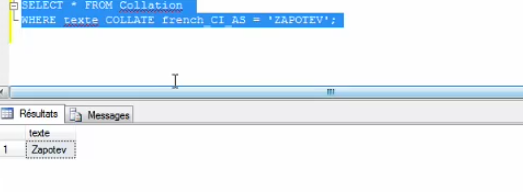 SELECT * FROM Collation
WHERE texte COLLATE french_CI_AS = 'ZAPOTEV';
Résultats Messages
texte
1 Zapotev